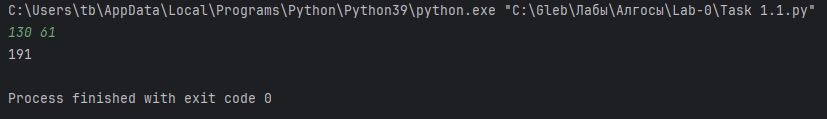 C:\Users\tb\AppData\Local\Programs\Python\Python39\python.exe "C:\Gleb\Лабы\Алгосы\Lab-0\Task 1.1.py"
130 61
191
Process finished with exit code 0